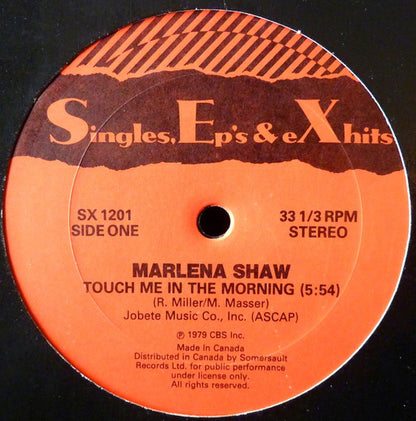 Singles, Ep's & eXhits
SX 1201
SIDE ONE
33 1/3 RPM
STEREO
MARLENA SHAW
TOUCH ME IN THE MORNING (5:54)
(R. Miller/M. Masser)
Jobete Music Co., Inc. (ASCAP)
℗ 1979 CBS Inc.
Made In Canada
Distributed in Canada by Somersault
Records Ltd. for public performance
under license only.
All rights reserved.